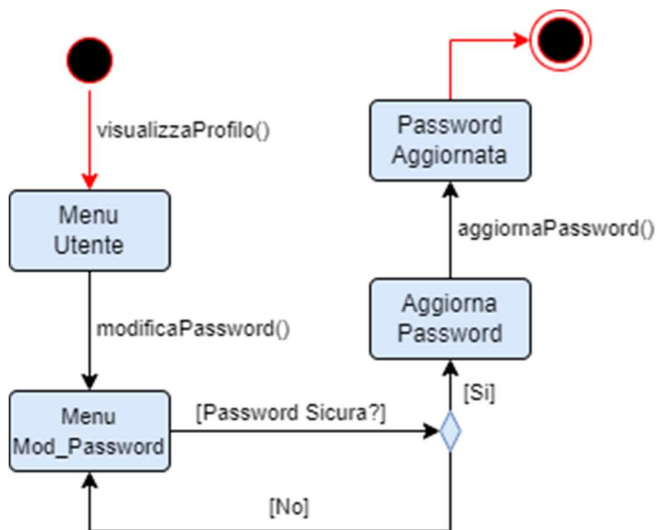 visualizzaProfilo()
Menu
Utente
modificaPassword()
Menu
Mod_Password
[Password Sicura?]
[No]
[Si]
Aggiorna
Password
aggiornaPassword()
Password
Aggiornata